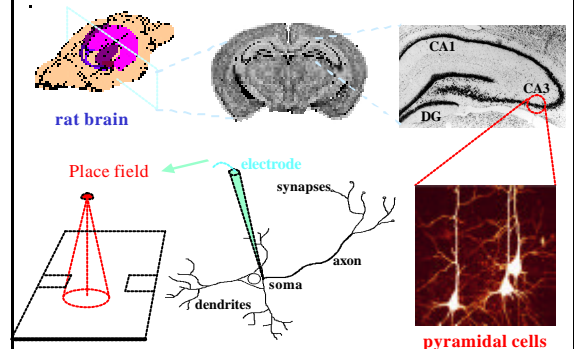 CA1
CA3
DG
rat brain
electrode
Place field
synapses
axon
soma
dendrites
pyramidal cells